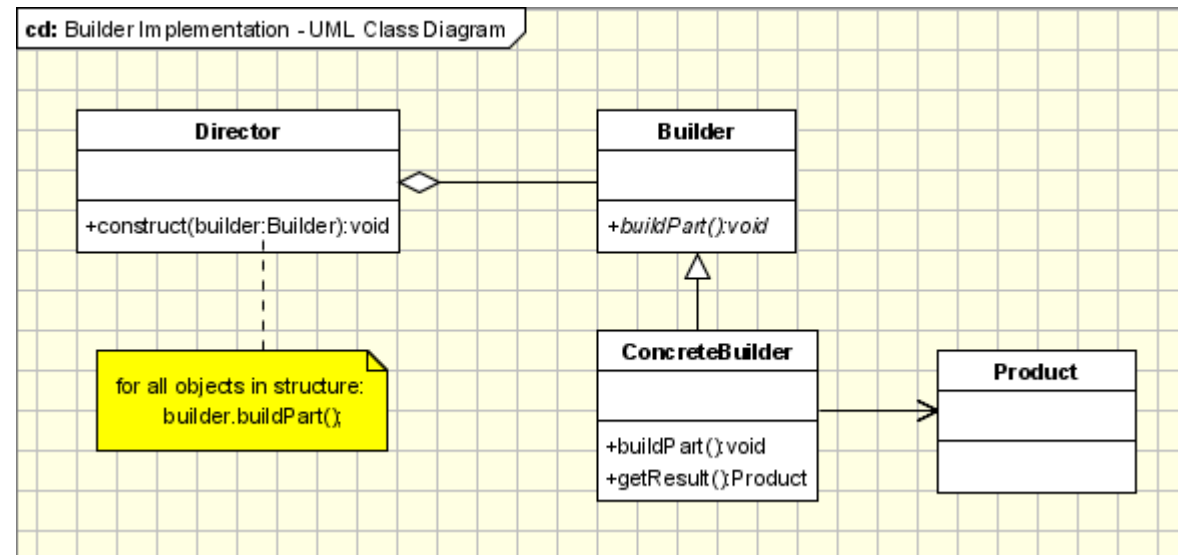 cd: Builder Implementation - UML Class Diagram
Director
+construct(builder:Builder):void
for all objects in structure:
builder.buildPart();
Builder
+buildPart():void
ConcreteBuilder
+buildPart():void
+getResult():Product
Product